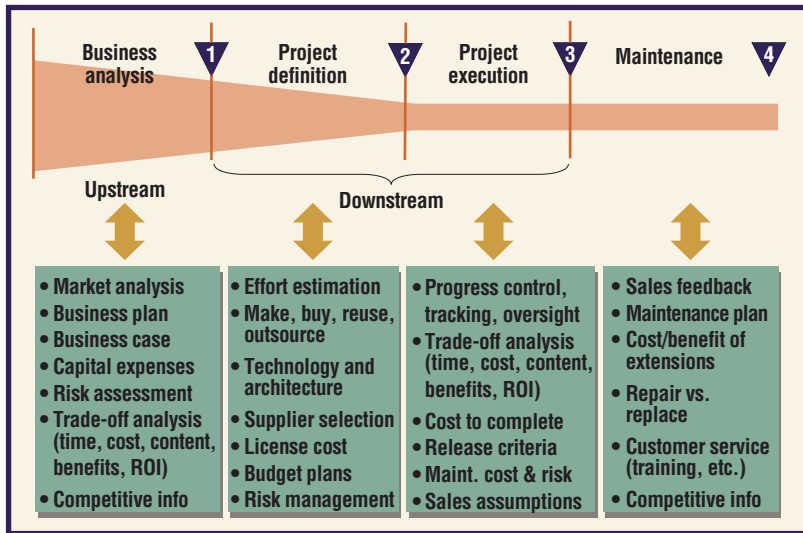 Business
analysis
1
Project
definition
2
Project
execution
3
Maintenance
4
Upstream
Downstream
• Market analysis
• Business plan
• Business case
• Capital expenses
• Risk assessment
• Trade-off analysis
(time, cost, content,
benefits, ROI)
• Competitive info
• Effort estimation
• Make, buy, reuse,
outsource
• Technology and
architecture
• Supplier selection
• License cost
• Budget plans
• Risk management
• Progress control,
tracking, oversight
• Trade-off analysis
(time, cost, content,
benefits, ROI)
• Cost to complete
• Release criteria
• Maint. cost & risk
• Sales assumptions
• Sales feedback
• Maintenance plan
• Cost/benefit of
extensions
• Repair vs.
replace
• Customer service
(training, etc.)
• Competitive info